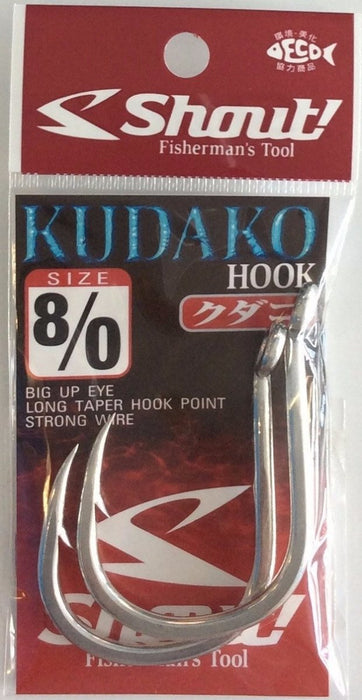 環境・美化
ECO
協力商品
Shout!
Fisherman's Tool
KUDAKO
HOOK
SIZE
8/0
クダコ
BIG UP EYE
LONG TAPER HOOK POINT
STRONG WIRE
Shout!
Fisherman's Tool